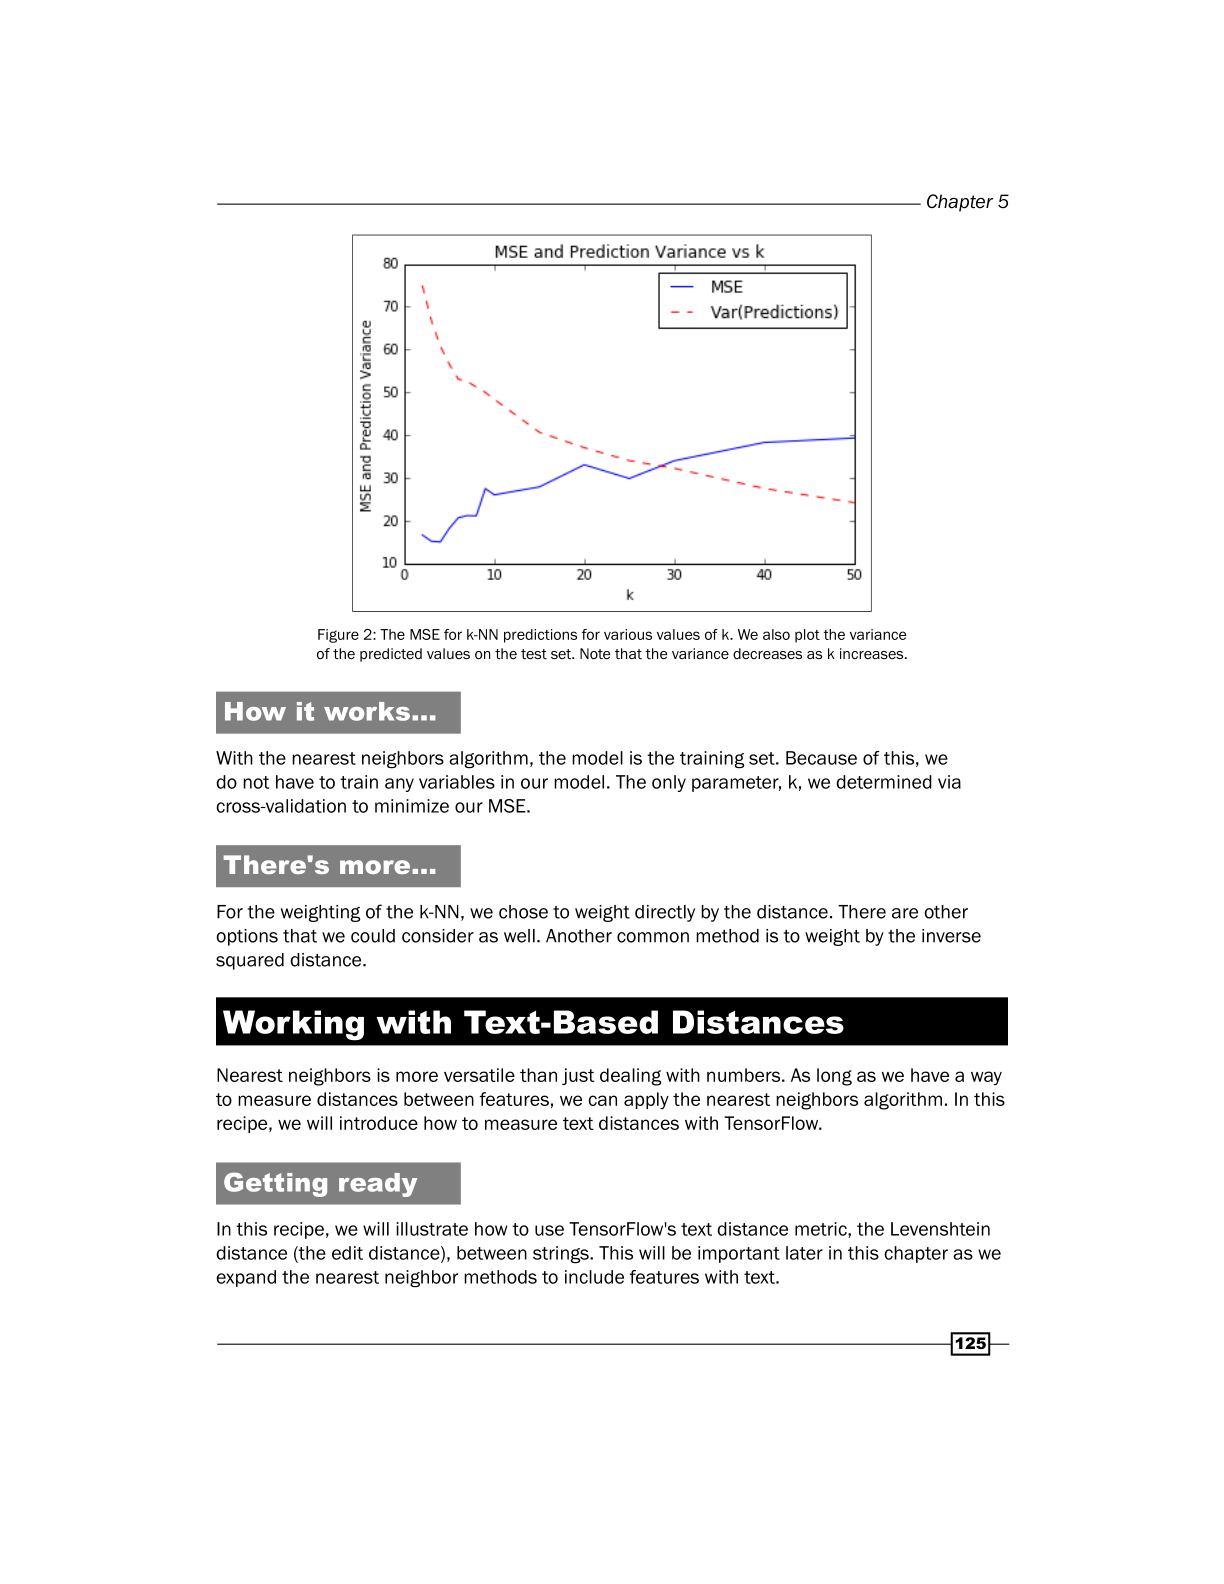 Chapter 5
MSE and Prediction Variance vs k
MSE
Var(Predictions)
MSE and Prediction Variance
80
70
60
50
40
30
20
10
0 10 20 30 40 50
k
Figure 2: The MSE for k-NN predictions for various values of k. We also plot the variance
of the predicted values on the test set. Note that the variance decreases as k increases.
How it works…
With the nearest neighbors algorithm, the model is the training set. Because of this, we
do not have to train any variables in our model. The only parameter, k, we determined via
cross-validation to minimize our MSE.
There's more…
For the weighting of the k-NN, we chose to weight directly by the distance. There are other
options that we could consider as well. Another common method is to weight by the inverse
squared distance.
Working with Text-Based Distances
Nearest neighbors is more versatile than just dealing with numbers. As long as we have a way
to measure distances between features, we can apply the nearest neighbors algorithm. In this
recipe, we will introduce how to measure text distances with TensorFlow.
Getting ready
In this recipe, we will illustrate how to use TensorFlow's text distance metric, the Levenshtein
distance (the edit distance), between strings. This will be important later in this chapter as we
expand the nearest neighbor methods to include features with text.
125